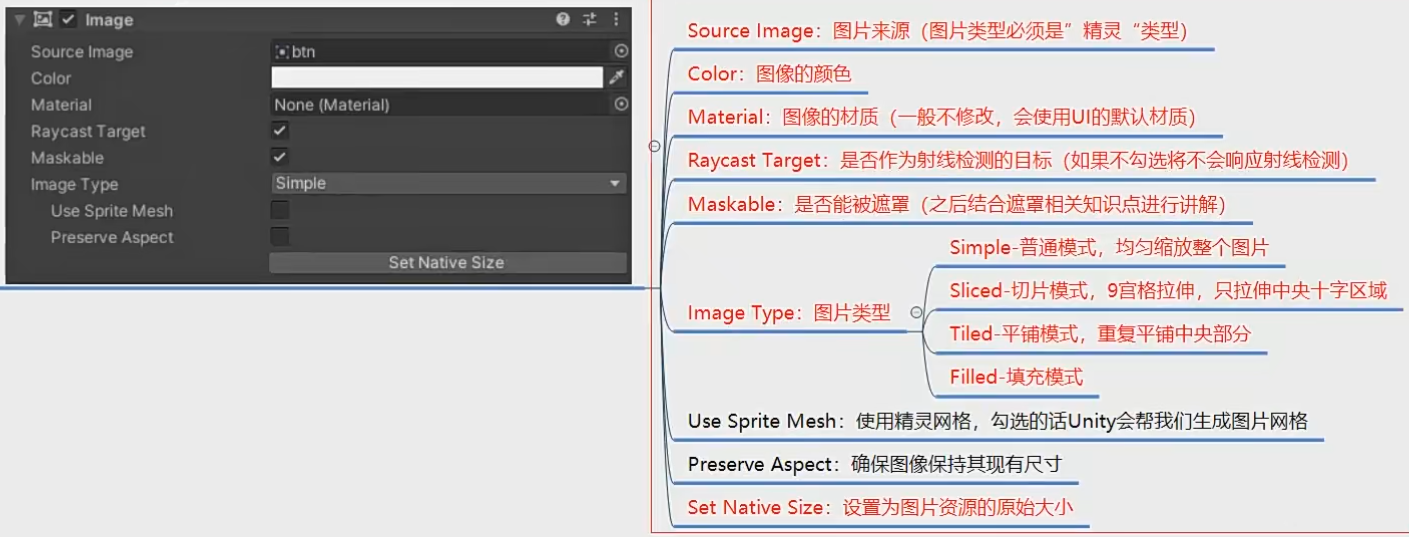 Image
Source Image
btn
Color
Material
None (Material)
Raycast Target
Maskable
Image Type
Simple
Use Sprite Mesh
Preserve Aspect
Set Native Size
Source Image：图片来源（图片类型必须是”精灵“类型）
Color：图像的颜色
Material：图像的材质（一般不修改，会使用UI的默认材质）
Raycast Target：是否作为射线检测的目标（如果不勾选将不会响应射线检测）
Maskable：是否能被遮罩（之后结合遮罩相关知识点进行讲解）
Image Type：图片类型
Simple-普通模式，均匀缩放整个图片
Sliced-切片模式，9宫格拉伸，只拉伸中央十字区域
Tiled-平铺模式，重复平铺中央部分
Filled-填充模式
Use Sprite Mesh：使用精灵网格，勾选的话Unity会帮我们生成图片网格
Preserve Aspect：确保图像保持其现有尺寸
Set Native Size：设置为图片资源的原始大小